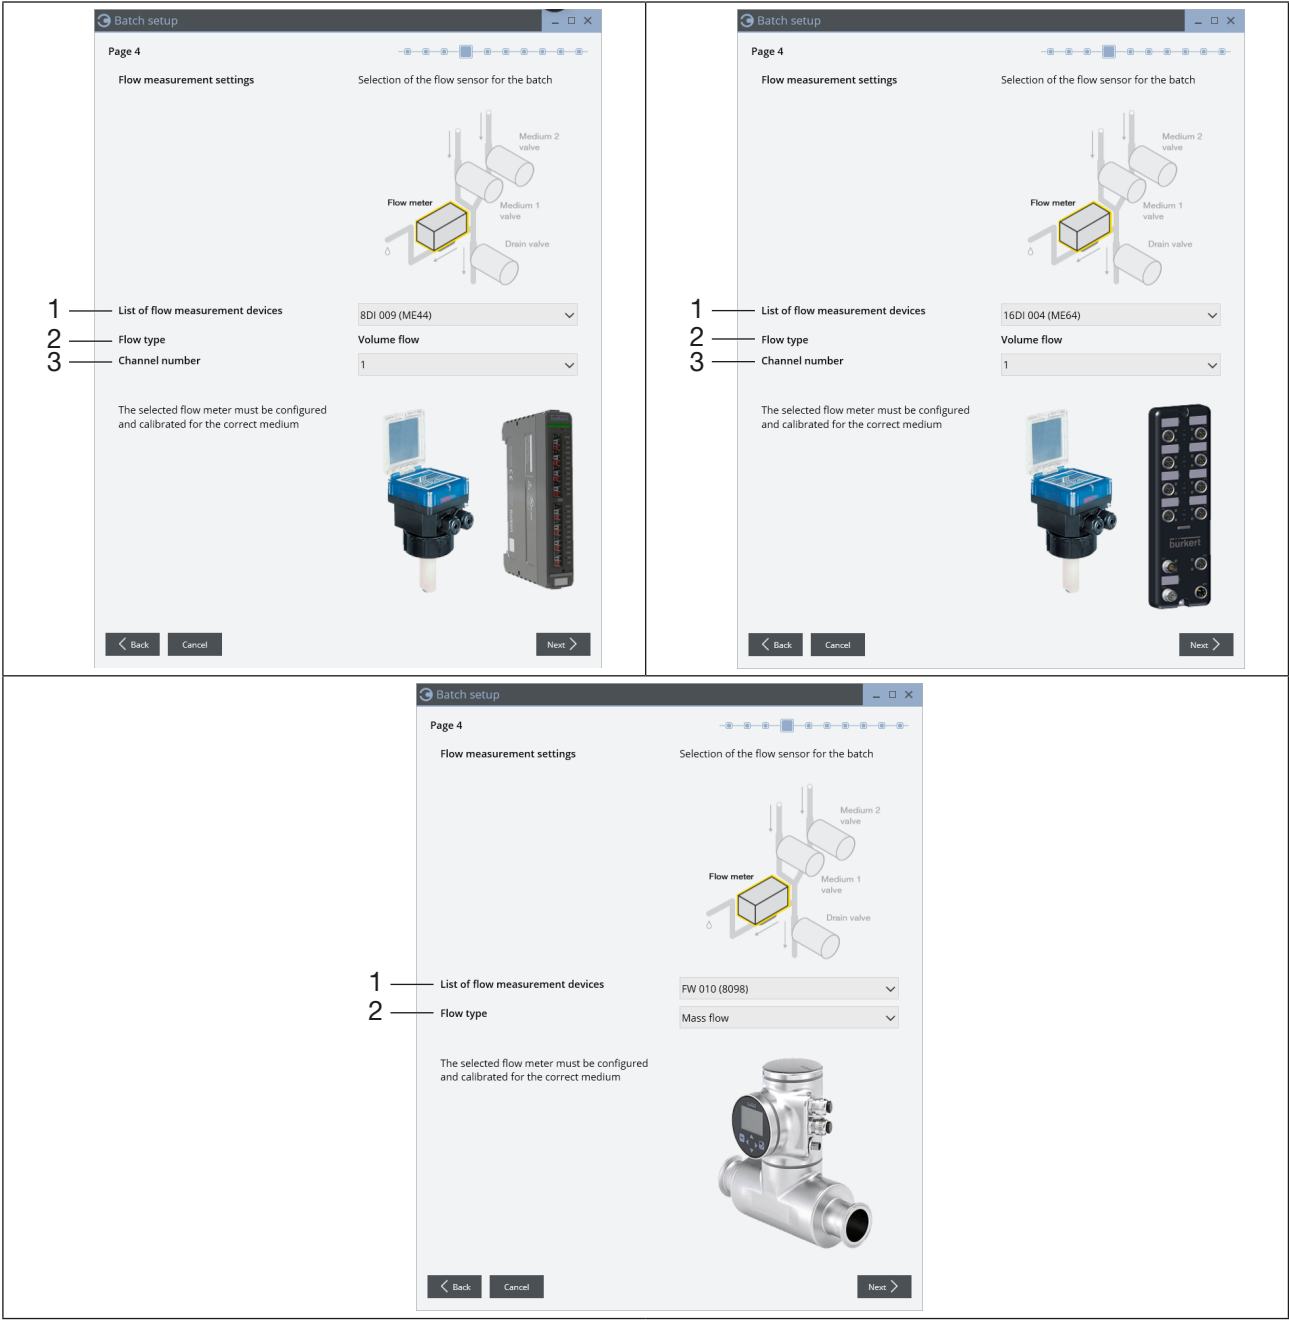 Batch setup
Page 4
Flow measurement settings
Selection of the flow sensor for the batch
Medium 2
valve
Flow meter
Medium 1
valve
Drain valve
1
List of flow measurement devices
8DI 009 (ME44)
2
Flow type
Volume flow
3
Channel number
1
The selected flow meter must be configured
and calibrated for the correct medium
Back
Cancel
Next
Batch setup
Page 4
Flow measurement settings
Selection of the flow sensor for the batch
Medium 2
valve
Flow meter
Medium 1
valve
Drain valve
1
List of flow measurement devices
16DI 004 (ME64)
2
Flow type
Volume flow
3
Channel number
1
The selected flow meter must be configured
and calibrated for the correct medium
burkert
Back
Cancel
Next
Batch setup
Page 4
Flow measurement settings
Selection of the flow sensor for the batch
Medium 2
valve
Flow meter
Medium 1
valve
Drain valve
1
List of flow measurement devices
FW 010 (8098)
2
Flow type
Mass flow
The selected flow meter must be configured
and calibrated for the correct medium
Back
Cancel
Next